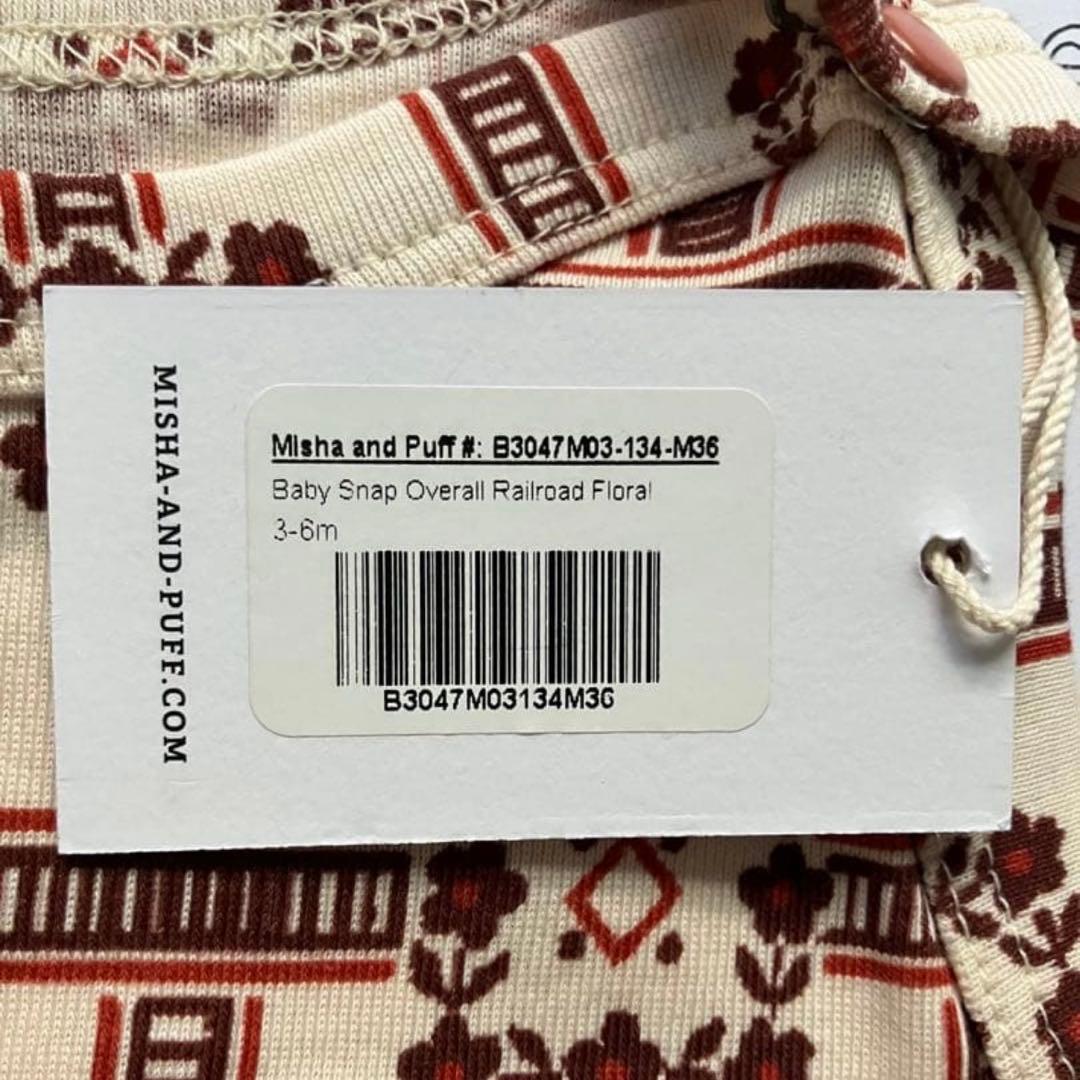 MISHA-AND-PUFF.COM
Misha and Puff #: B3047M03-134-M36
Baby Snap Overall Railroad Floral
3-6m
B3047M03134M36